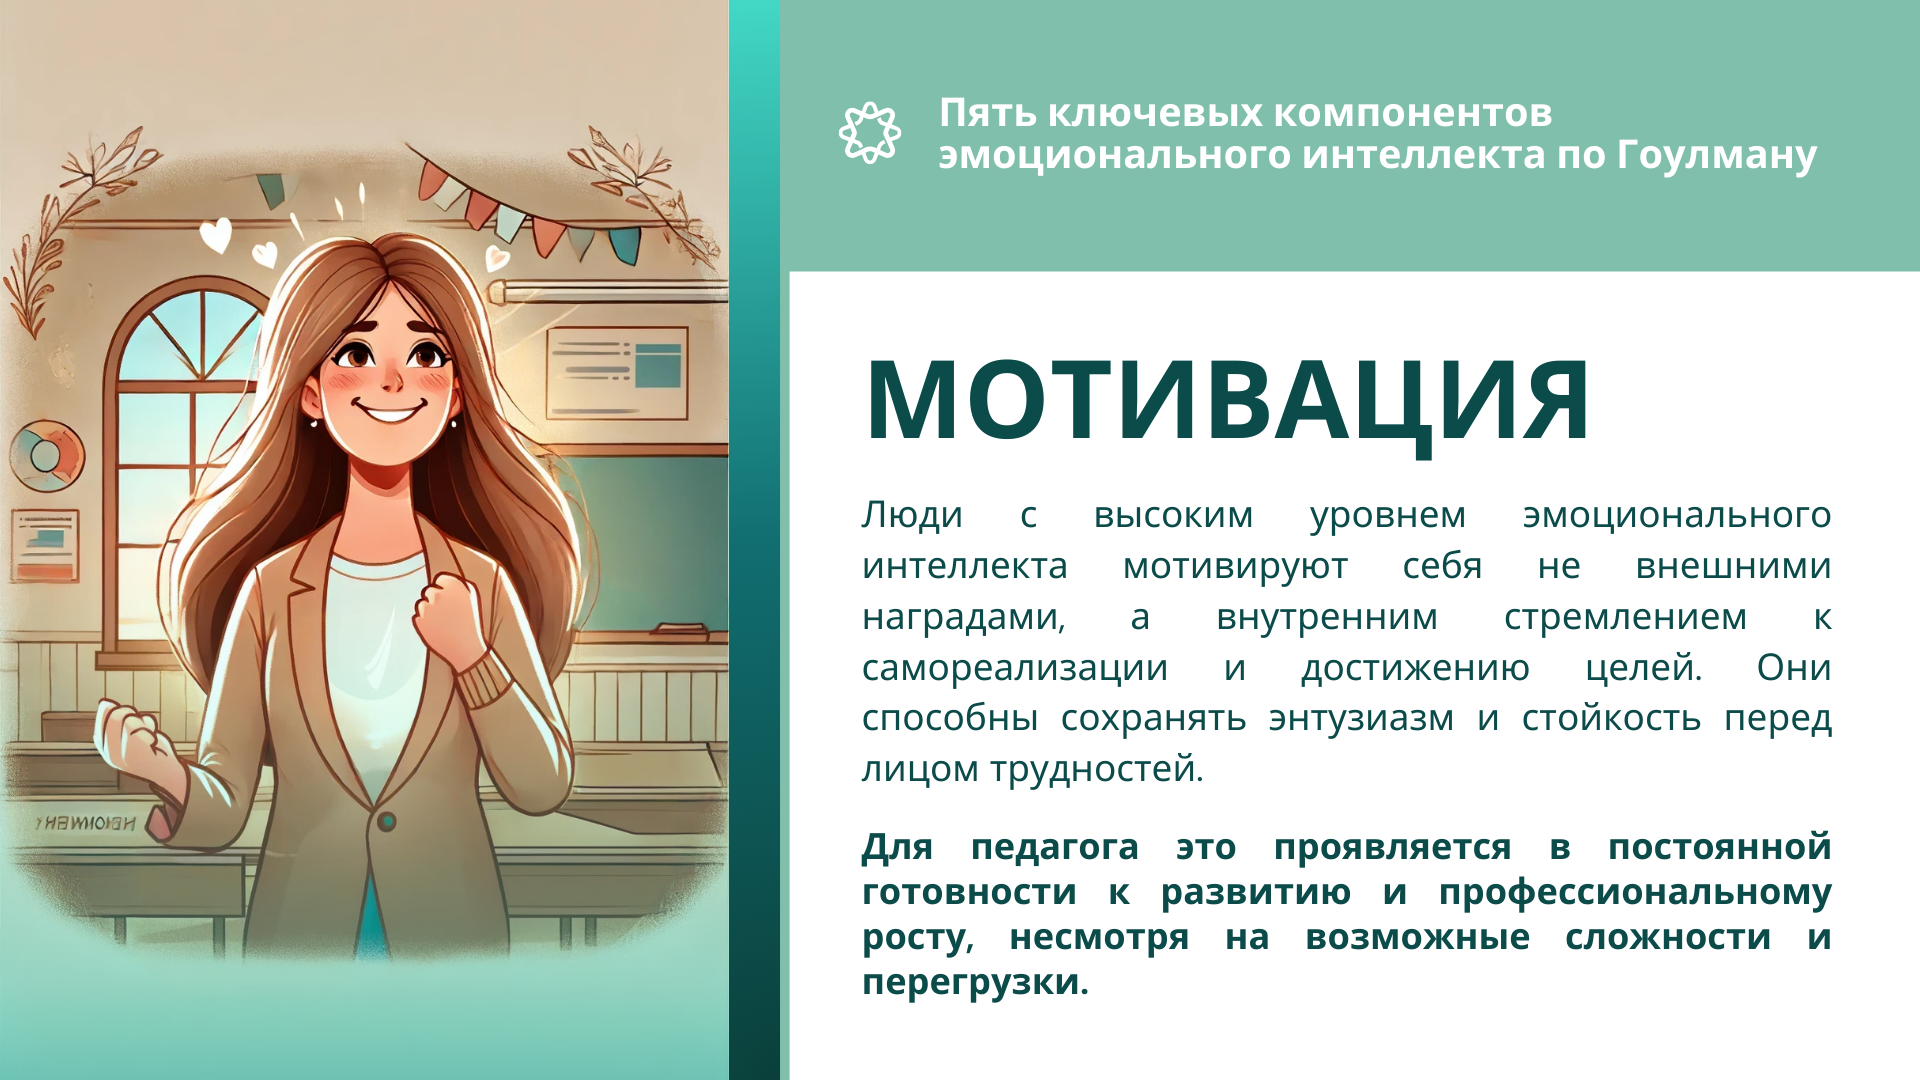 Пять ключевых компонентов
эмоционального интеллекта по Гоулману
МОТИВАЦИЯ
Люди с высоким уровнем эмоционального
интеллекта мотивируют себя не внешними
наградами, а внутренним стремлением к
самореализации и достижению целей. Они
способны сохранять энтузиазм и стойкость перед
лицом трудностей.
Для педагога это проявляется в постоянной
готовности к развитию и профессиональному
росту, несмотря на возможные сложности и
перегрузки.